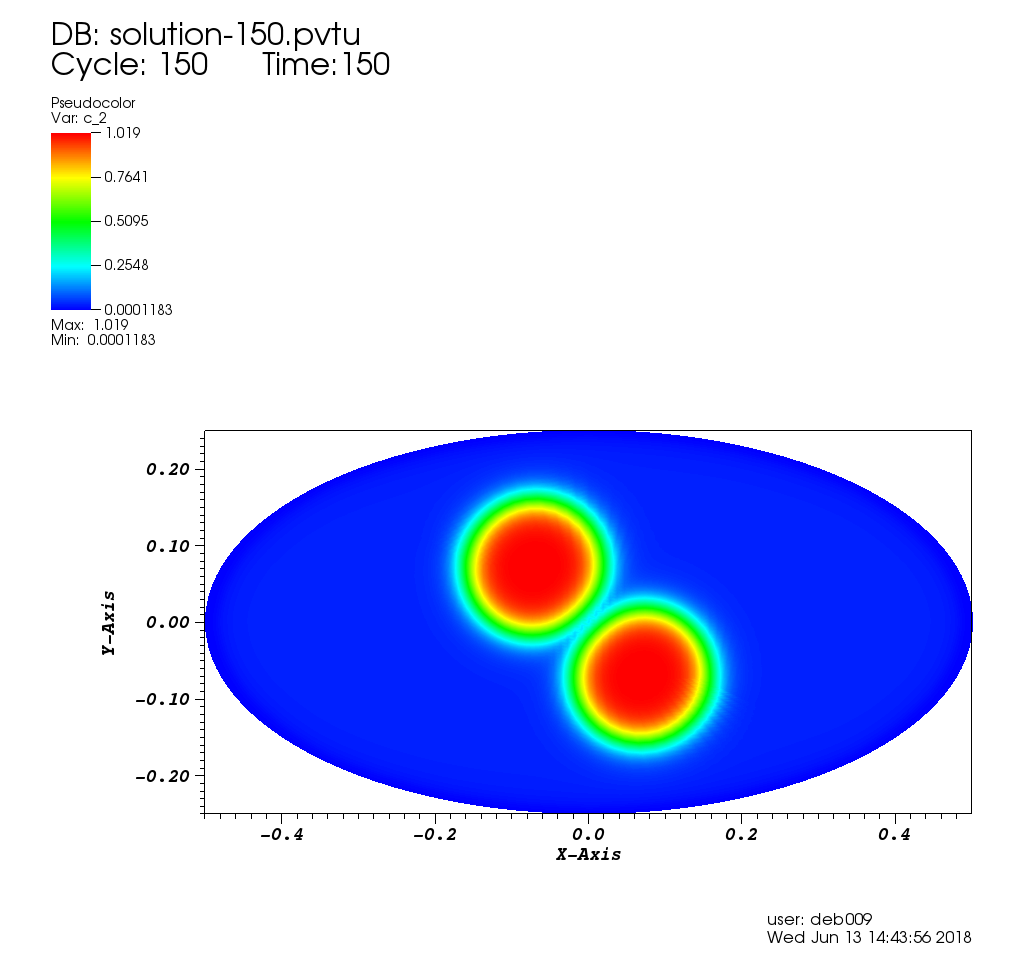 DB: solution-150.pvtu
Cycle: 150 Time:150
Pseudocolor
Var: c_2
1.019
0.7641
0.5095
0.2548
0.0001183
Max: 1.019
Min: 0.0001183
0.20
0.10
0.00
-0.10
-0.20
Y-Axis
-0.4 -0.2 0.0 0.2 0.4
X-Axis
user: deb009
Wed Jun 13 14:43:56 2018